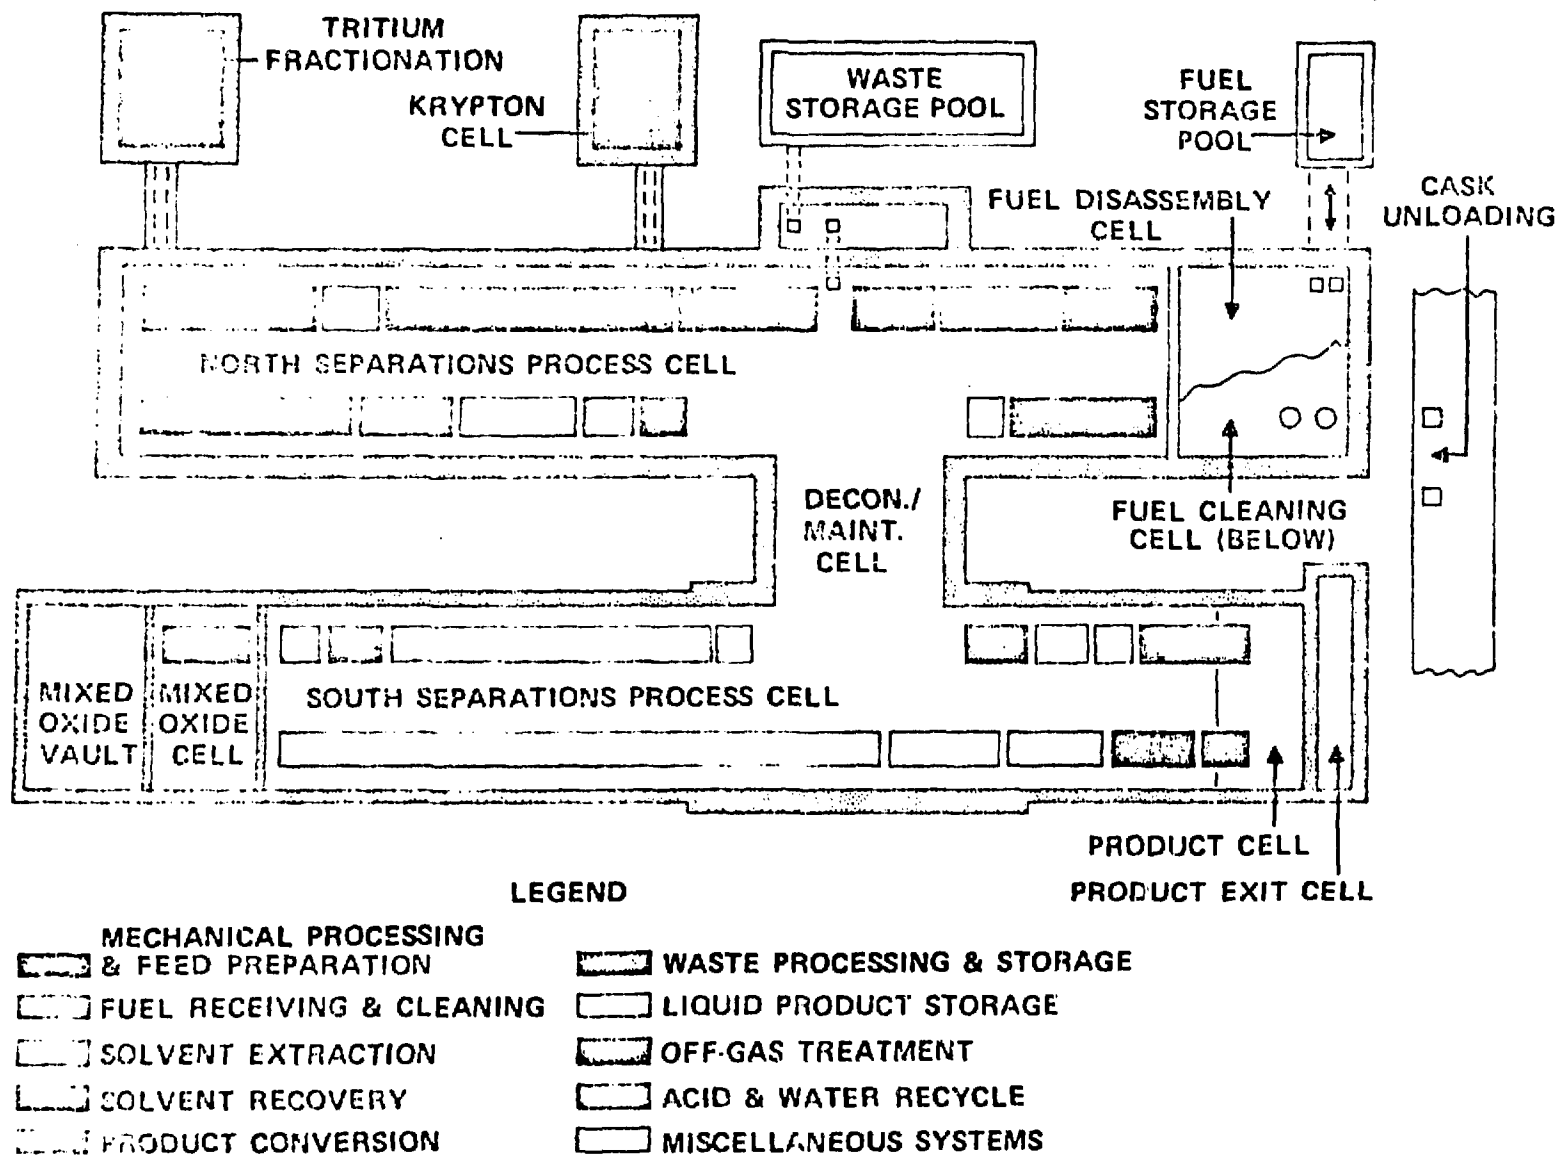 TRITIUM
FRACTIONATION
KRYPTON
CELL
WASTE
STORAGE POOL
FUEL
STORAGE
POOL
CASK
UNLOADING
FUEL DISASSEMBLY
CELL
NORTH SEPARATIONS PROCESS CELL
DECON./
MAINT.
CELL
FUEL CLEANING
CELL (BELOW)
MIXED
OXIDE
VAULT
MIXED
OXIDE
CELL
SOUTH SEPARATIONS PROCESS CELL
PRODUCT CELL
PRODUCT EXIT CELL
LEGEND
MECHANICAL PROCESSING
& FEED PREPARATION
FUEL RECEIVING & CLEANING
SOLVENT EXTRACTION
SOLVENT RECOVERY
PRODUCT CONVERSION
WASTE PROCESSING & STORAGE
LIQUID PRODUCT STORAGE
OFF-GAS TREATMENT
ACID & WATER RECYCLE
MISCELLANEOUS SYSTEMS